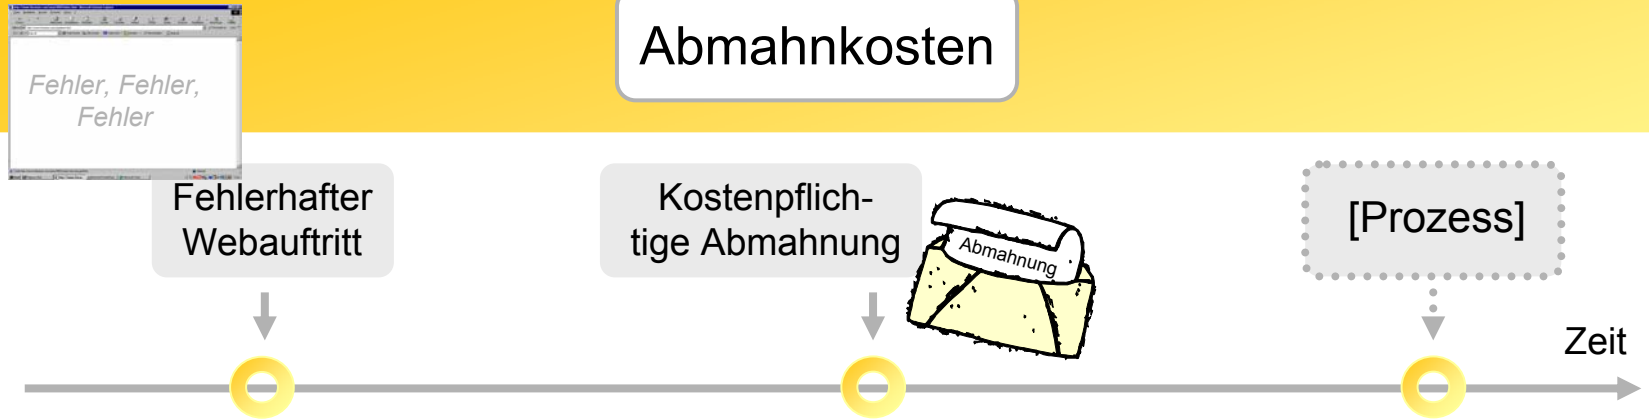 Abmahnkosten
Fehler, Fehler,
Fehler
Fehlerhafter
Webauftritt
Kostenpflich-
tige Abmahnung
Abmahnung
[Prozess]
Zeit